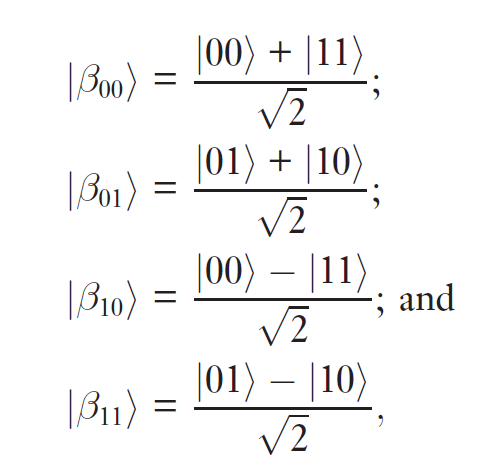 |β₀₀⟩ = (|00⟩ + |11⟩)/√2;
|β₀₁⟩ = (|01⟩ + |10⟩)/√2;
|β₁₀⟩ = (|00⟩ − |11⟩)/√2; and
|β₁₁⟩ = (|01⟩ − |10⟩)/√2,